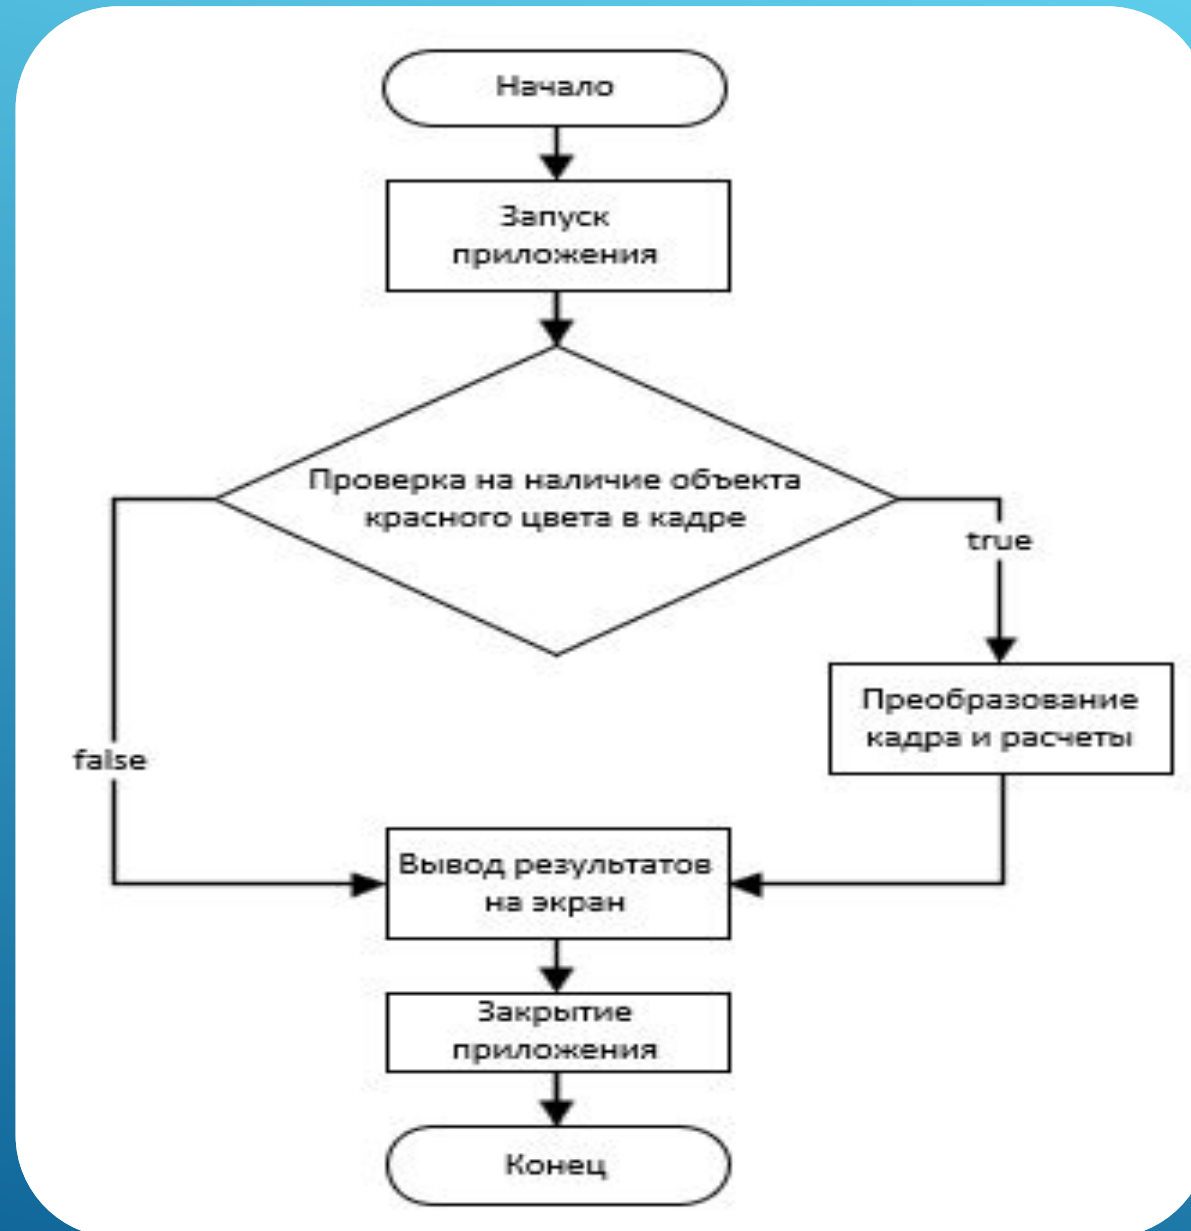 Начало
Запуск
приложения
Проверка на наличие объекта
красного цвета в кадре
true
Преобразование
кадра и расчеты
false
Вывод результатов
на экран
Закрытие
приложения
Конец